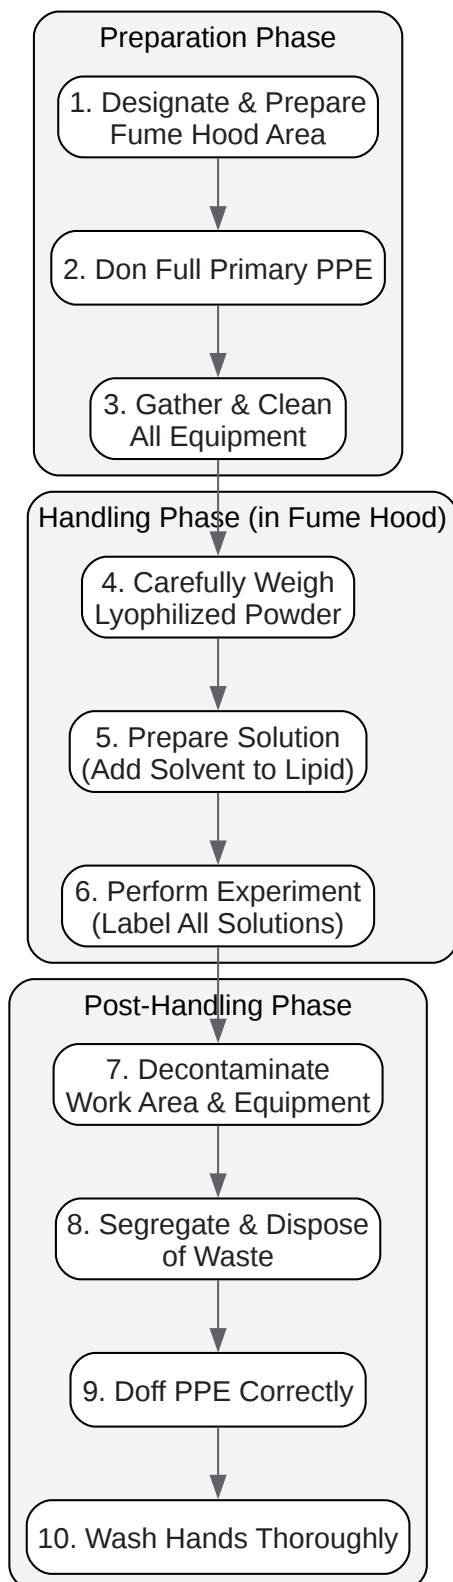 Preparation Phase
1. Designate & Prepare
Fume Hood Area
2. Don Full Primary PPE
3. Gather & Clean
All Equipment
Handling Phase (in Fume Hood)
4. Carefully Weigh
Lyophilized Powder
5. Prepare Solution
(Add Solvent to Lipid)
6. Perform Experiment
(Label All Solutions)
Post-Handling Phase
7. Decontaminate
Work Area & Equipment
8. Segregate & Dispose
of Waste
9. Doff PPE Correctly
10. Wash Hands Thoroughly